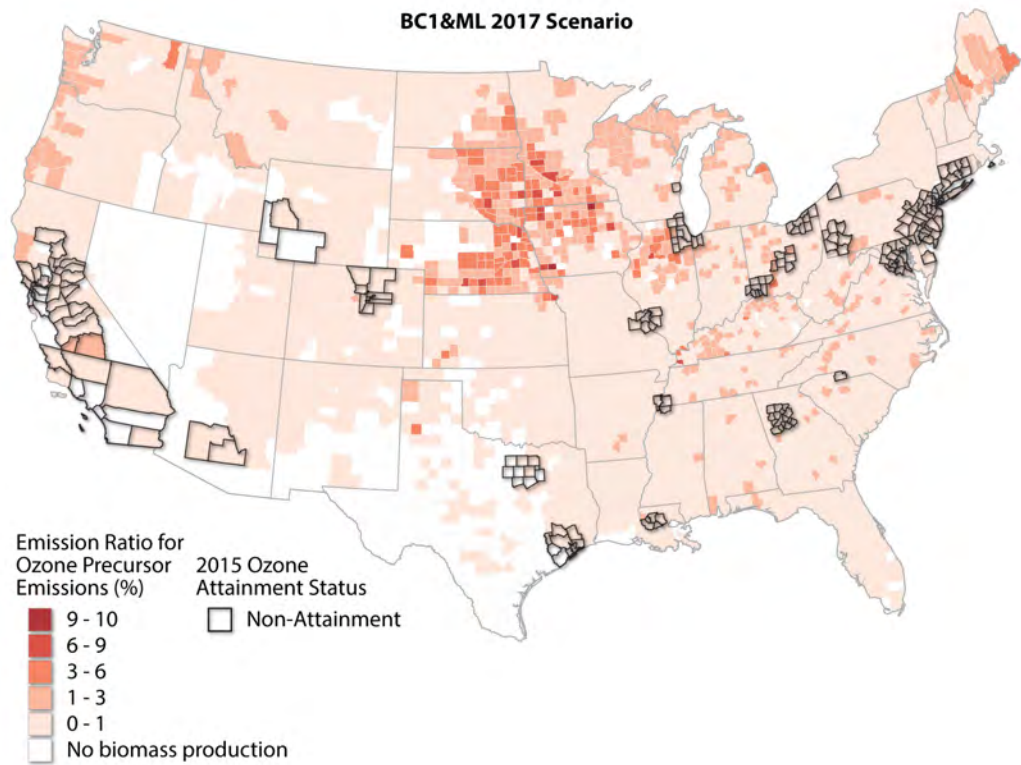 BC1&ML 2017 Scenario
Emission Ratio for
Ozone Precursor
Emissions (%)
9 - 10
6 - 9
3 - 6
1 - 3
0 - 1
No biomass production
2015 Ozone
Attainment Status
Non-Attainment